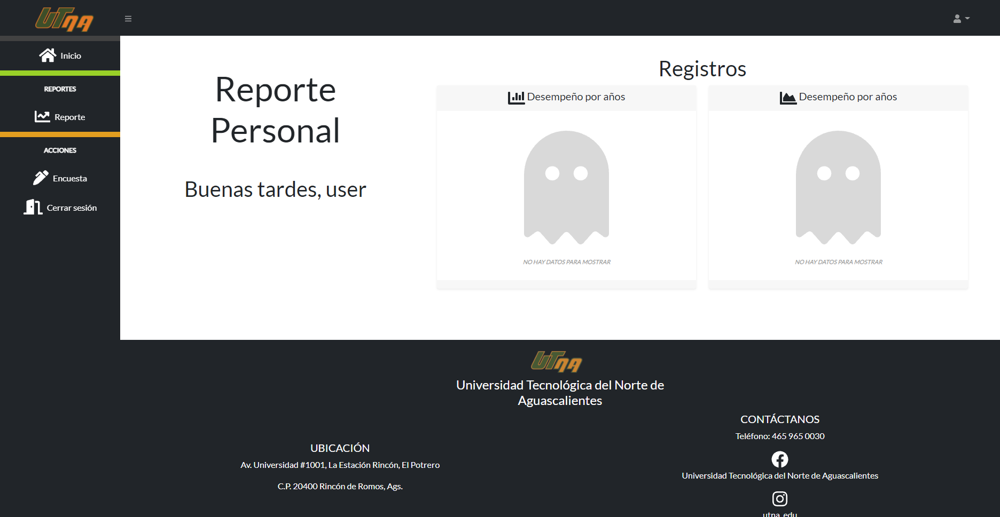 UTNA
Inicio
REPORTES
Reporte
ACCIONES
Encuesta
Cerrar sesión
Reporte
Personal
Buenas tardes, user
Registros
Desempeño por años
NO HAY DATOS PARA MOSTRAR
Desempeño por años
NO HAY DATOS PARA MOSTRAR
UTNA
Universidad Tecnológica del Norte de
Aguascalientes
UBICACIÓN
Av. Universidad #1001, La Estación Rincón, El Potrero
C.P. 20400 Rincón de Romos, Ags.
CONTÁCTANOS
Teléfono: 465 965 0030
Universidad Tecnológica del Norte de Aguascalientes
utna_edu